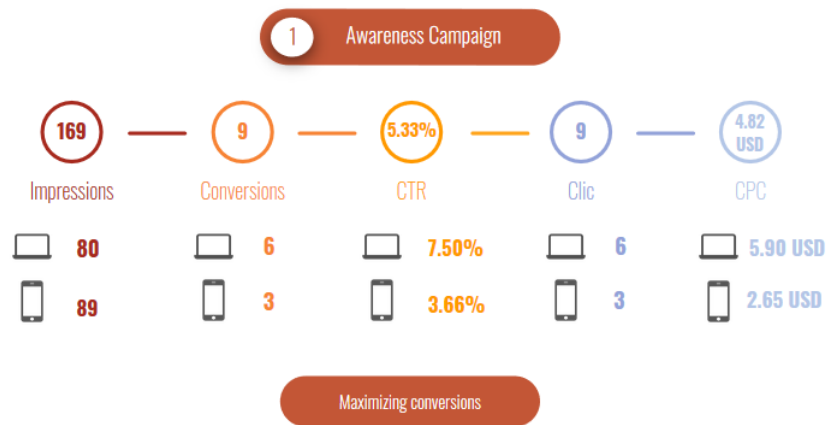 1 Awareness Campaign
169 9 5.33% 9 4.82 USD
Impressions Conversions CTR Clic CPC
80 6 7.50% 6 5.90 USD
89 3 3.66% 3 2.65 USD
Maximizing conversions